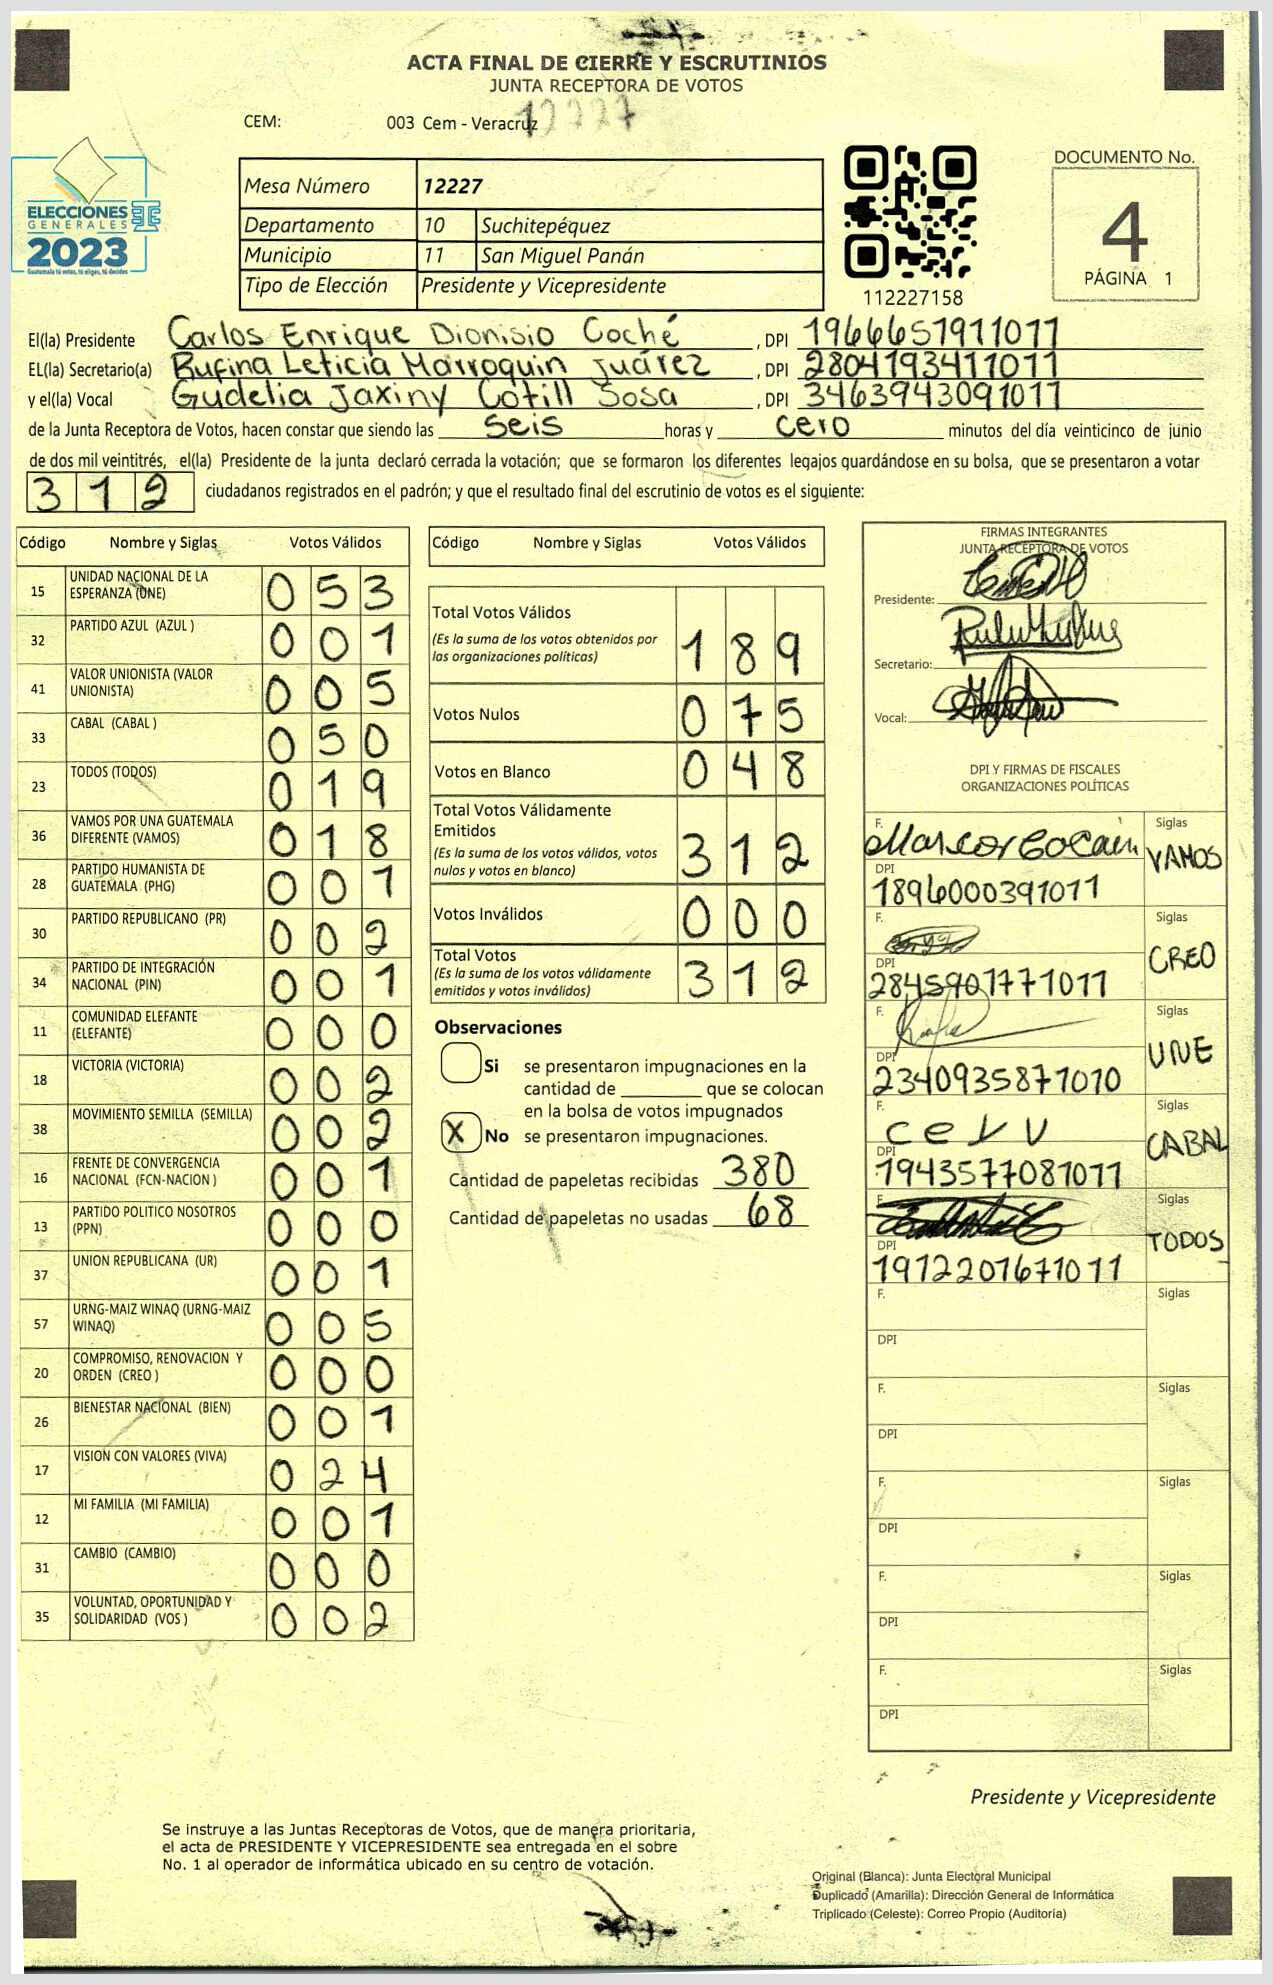 ACTA FINAL DE CIERRE Y ESCRUTINIOS
JUNTA RECEPTORA DE VOTOS
12227
CEM: 003 Cem - Veracruz
ELECCIONES
GENERALES
2023
Guatemala tú votas, tú eliges, tú decides
Mesa Número 12227
Departamento 10 Suchitepéquez
Municipio 11 San Miguel Panán
Tipo de Elección Presidente y Vicepresidente
112227158
DOCUMENTO No.
4
PÁGINA 1
El(la) Presidente Carlos Enrique Dionisio Coché , DPI 1966651911011
EL(la) Secretario(a) Rufina Leticia Marroquin Juárez , DPI 2804193411011
y el(la) Vocal Gudelia Jaxiny Cotill Sosa , DPI 3463943091011
de la Junta Receptora de Votos, hacen constar que siendo las seis horas y cero minutos del día veinticinco de junio
de dos mil veintitrés, el(la) Presidente de la junta declaró cerrada la votación; que se formaron los diferentes legajos guardándose en su bolsa, que se presentaron a votar
312 ciudadanos registrados en el padrón; y que el resultado final del escrutinio de votos es el siguiente:
Código Nombre y Siglas Votos Válidos
15 UNIDAD NACIONAL DE LA ESPERANZA (UNE) 053
32 PARTIDO AZUL (AZUL ) 001
41 VALOR UNIONISTA (VALOR UNIONISTA) 005
33 CABAL (CABAL ) 050
23 TODOS (TODOS) 019
36 VAMOS POR UNA GUATEMALA DIFERENTE (VAMOS) 018
28 PARTIDO HUMANISTA DE GUATEMALA (PHG) 001
30 PARTIDO REPUBLICANO (PR) 002
34 PARTIDO DE INTEGRACIÓN NACIONAL (PIN) 001
11 COMUNIDAD ELEFANTE (ELEFANTE) 000
18 VICTORIA (VICTORIA) 002
38 MOVIMIENTO SEMILLA (SEMILLA) 002
16 FRENTE DE CONVERGENCIA NACIONAL (FCN-NACION ) 001
13 PARTIDO POLITICO NOSOTROS (PPN) 000
37 UNION REPUBLICANA (UR) 001
57 URNG-MAIZ WINAQ (URNG-MAIZ WINAQ) 005
20 COMPROMISO, RENOVACION Y ORDEN (CREO ) 000
26 BIENESTAR NACIONAL (BIEN) 001
17 VISION CON VALORES (VIVA) 024
12 MI FAMILIA (MI FAMILIA) 001
31 CAMBIO (CAMBIO) 000
35 VOLUNTAD, OPORTUNIDAD Y SOLIDARIDAD (VOS ) 002
Código Nombre y Siglas Votos Válidos
Total Votos Válidos
(Es la suma de los votos obtenidos por
las organizaciones políticas) 189
Votos Nulos 075
Votos en Blanco 048
Total Votos Válidamente
Emitidos
(Es la suma de los votos válidos, votos
nulos y votos en blanco) 312
Votos Inválidos 000
Total Votos
(Es la suma de los votos válidamente
emitidos y votos inválidos) 312
Observaciones
Si se presentaron impugnaciones en la
cantidad de ________ que se colocan
en la bolsa de votos impugnados
X No se presentaron impugnaciones.
Cantidad de papeletas recibidas 380
Cantidad de papeletas no usadas 68
FIRMAS INTEGRANTES
JUNTA RECEPTORA DE VOTOS
Presidente:
Secretario:
Vocal:
DPI Y FIRMAS DE FISCALES
ORGANIZACIONES POLÍTICAS
F. Siglas VAMOS
DPI 1896000391011
F. Siglas CREO
DPI 2845901771011
F. Siglas UNE
DPI 2340935871010
F. Siglas CABAL
DPI 1943577081011
F. Siglas TODOS
DPI 1912201671011
F. Siglas
DPI
F. Siglas
DPI
F. Siglas
DPI
F. Siglas
DPI
F. Siglas
DPI
Presidente y Vicepresidente
Se instruye a las Juntas Receptoras de Votos, que de manera prioritaria,
el acta de PRESIDENTE Y VICEPRESIDENTE sea entregada en el sobre
No. 1 al operador de informática ubicado en su centro de votación.
Original (Blanca): Junta Electoral Municipal
Duplicado (Amarilla): Dirección General de Informática
Triplicado (Celeste): Correo Propio (Auditoría)